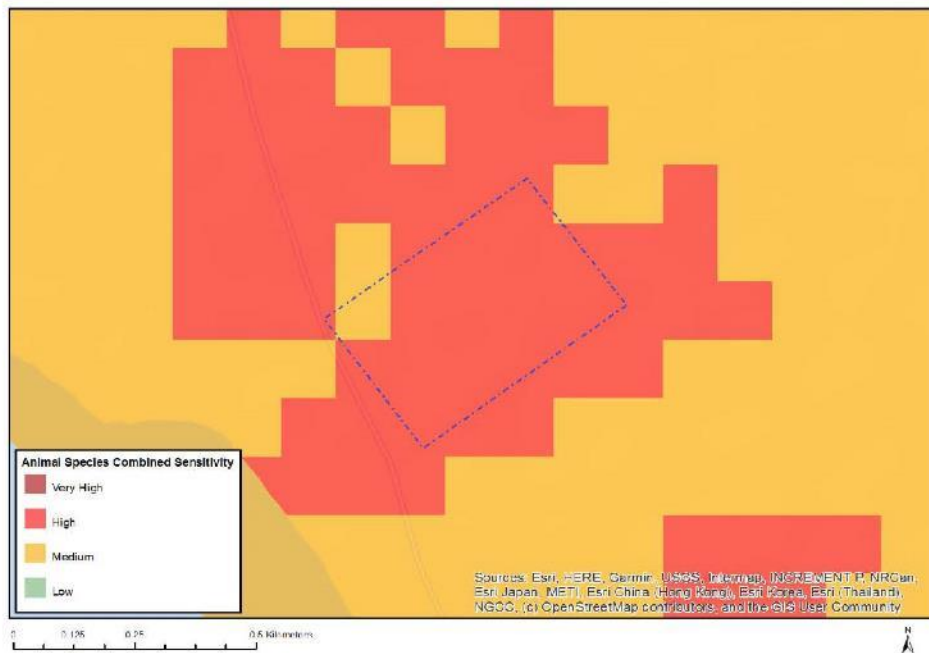 Animal Species Combined Sensitivity
Very High
High
Medium
Low
Sources: Esri, HERE, Garmin, USGS, Intermap, INCREMENT P, NRCan,
Esri Japan, METI, Esri China (Hong Kong), Esri Korea, Esri (Thailand),
NGCC, (c) OpenStreetMap contributors, and the GIS User Community
0 0.125 0.25 0.5 Kilometers
N